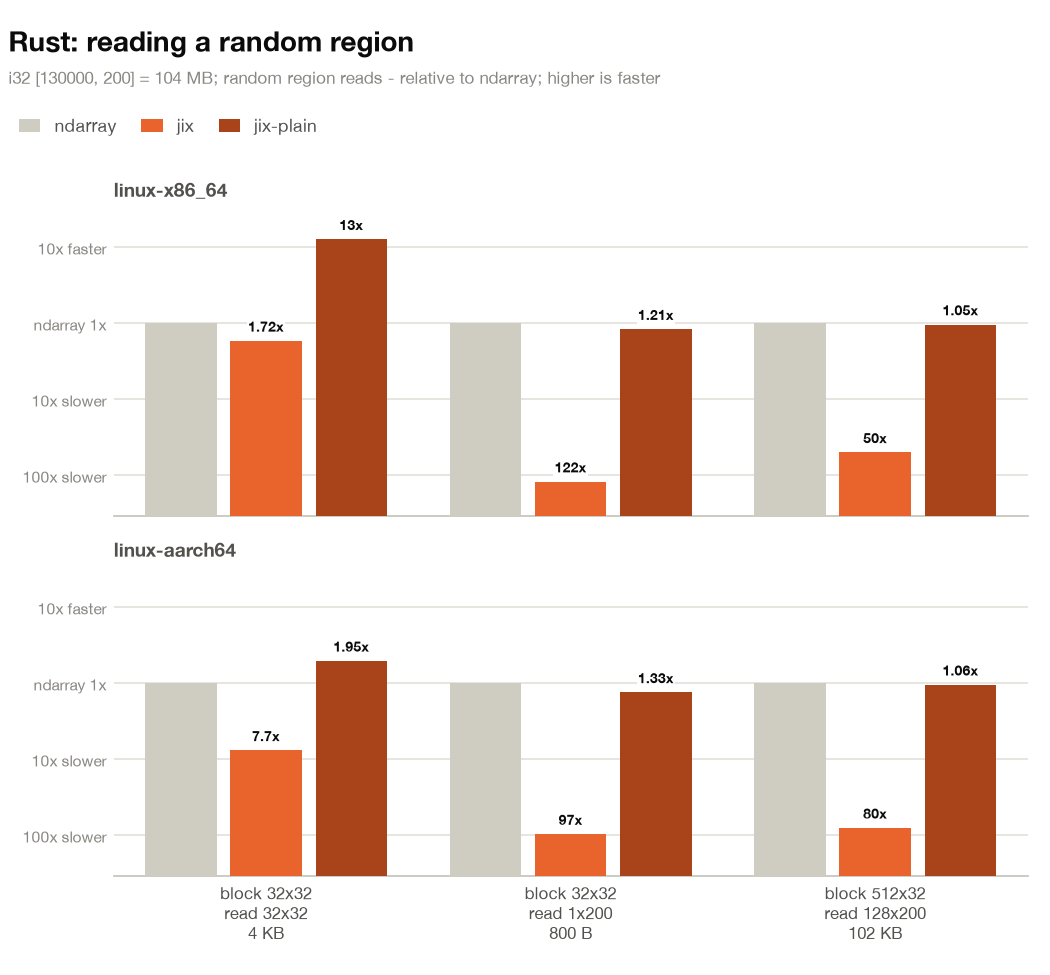 Rust: reading a random region
i32 [130000, 200] = 104 MB; random region reads - relative to ndarray; higher is faster
ndarray jix jix-plain
linux-x86_64
13x
10x faster
1.72x 1.21x 1.05x
ndarray 1x
10x slower
122x 50x
100x slower
linux-aarch64
10x faster
1.95x 1.33x 1.06x
ndarray 1x
7.7x
10x slower
97x 80x
100x slower
block 32x32 block 32x32 block 512x32
read 32x32 read 1x200 read 128x200
4 KB 800 B 102 KB